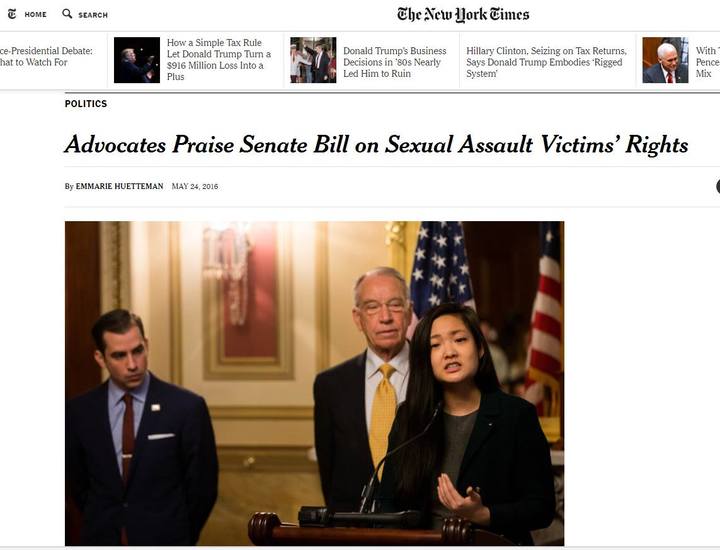 HOME
SEARCH
The New York Times
ce-Presidential Debate:
hat to Watch For
How a Simple Tax Rule
Let Donald Trump Turn a
$916 Million Loss Into a
Plus
Donald Trump's Business
Decisions in '80s Nearly
Led Him to Ruin
Hillary Clinton, Seizing on Tax Returns,
Says Donald Trump Embodies 'Rigged
System'
With T
Pence
Mix
POLITICS
Advocates Praise Senate Bill on Sexual Assault Victims' Rights
By EMMARIE HUETTEMAN MAY 24, 2016